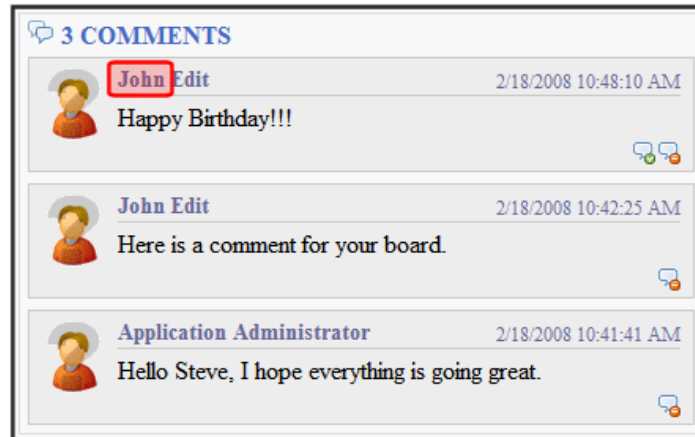 3 COMMENTS
John Edit 2/18/2008 10:48:10 AM
Happy Birthday!!!
John Edit 2/18/2008 10:42:25 AM
Here is a comment for your board.
Application Administrator 2/18/2008 10:41:41 AM
Hello Steve, I hope everything is going great.